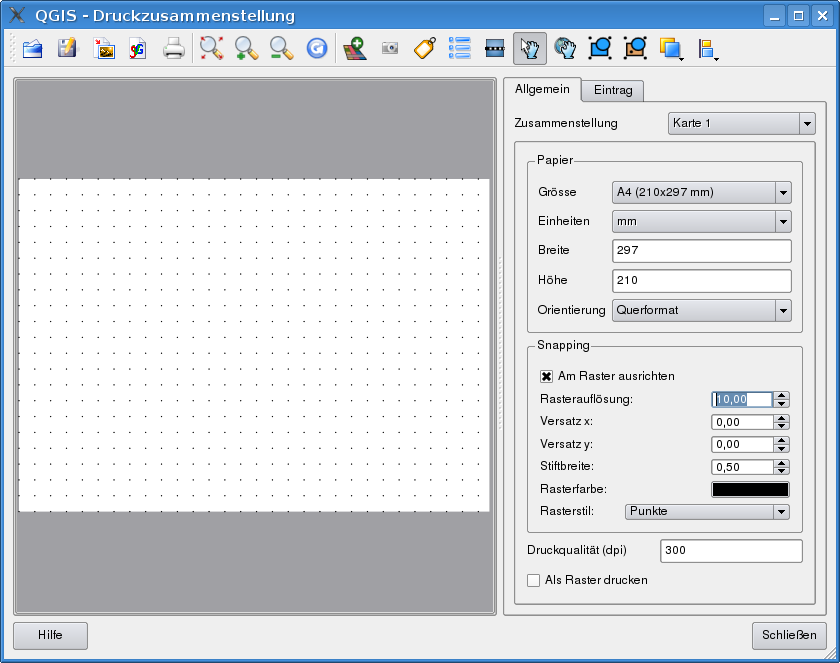 QGIS - Druckzusammenstellung
Allgemein
Eintrag
Zusammenstellung
Karte 1
Papier
Grösse
A4 (210x297 mm)
Einheiten
mm
Breite
297
Höhe
210
Orientierung
Querformat
Snapping
Am Raster ausrichten
Rasterauflösung:
10,00
Versatz x:
0,00
Versatz y:
0,00
Stiftbreite:
0,50
Rasterfarbe:
Rasterstil:
Punkte
Druckqualität (dpi)
300
Als Raster drucken
Hilfe
Schließen